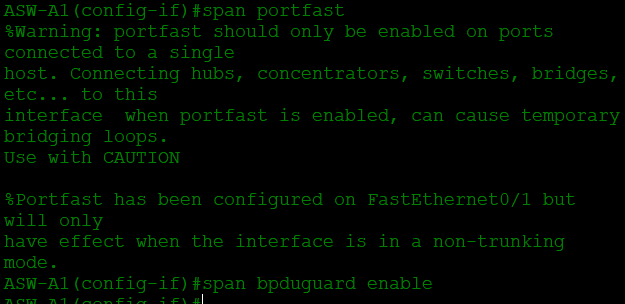 ASW-A1(config-if)#span portfast
%Warning: portfast should only be enabled on ports
connected to a single
host. Connecting hubs, concentrators, switches, bridges,
etc... to this
interface  when portfast is enabled, can cause temporary
bridging loops.
Use with CAUTION

%Portfast has been configured on FastEthernet0/1 but
will only
have effect when the interface is in a non-trunking
mode.
ASW-A1(config-if)#span bpduguard enable
ASW-A1(config-if)#